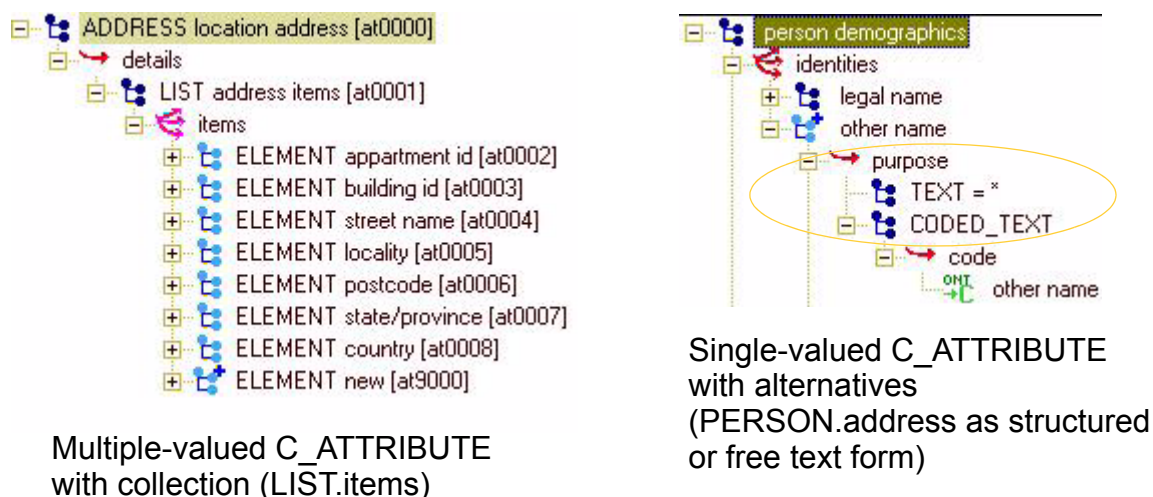 ADDRESS location address [at0000]
details
LIST address items [at0001]
items
ELEMENT appartment id [at0002]
ELEMENT building id [at0003]
ELEMENT street name [at0004]
ELEMENT locality [at0005]
ELEMENT postcode [at0006]
ELEMENT state/province [at0007]
ELEMENT country [at0008]
ELEMENT new [at9000]
Multiple-valued C_ATTRIBUTE
with collection (LIST.items)
person demographics
identities
legal name
other name
purpose
TEXT = *
CODED_TEXT
code
ONT C other name
Single-valued C_ATTRIBUTE
with alternatives
(PERSON.address as structured
or free text form)